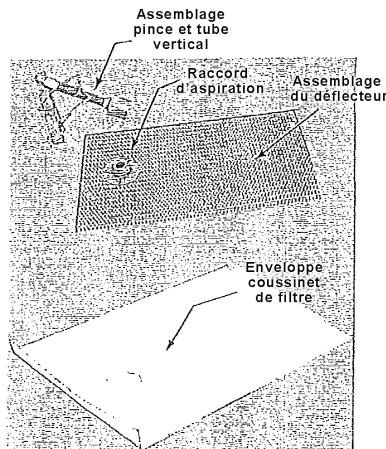 Assemblage
pince et tube
vertical
Raccord
d'aspiration
Assemblage
du déflecteur
Enveloppe
coussinet
de filtre